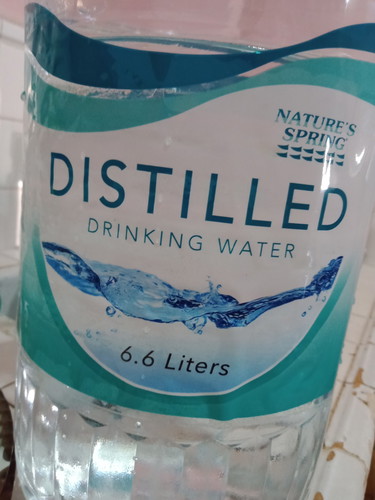 NATURE'S
SPRING
DISTILLED
DRINKING WATER
6.6 Liters